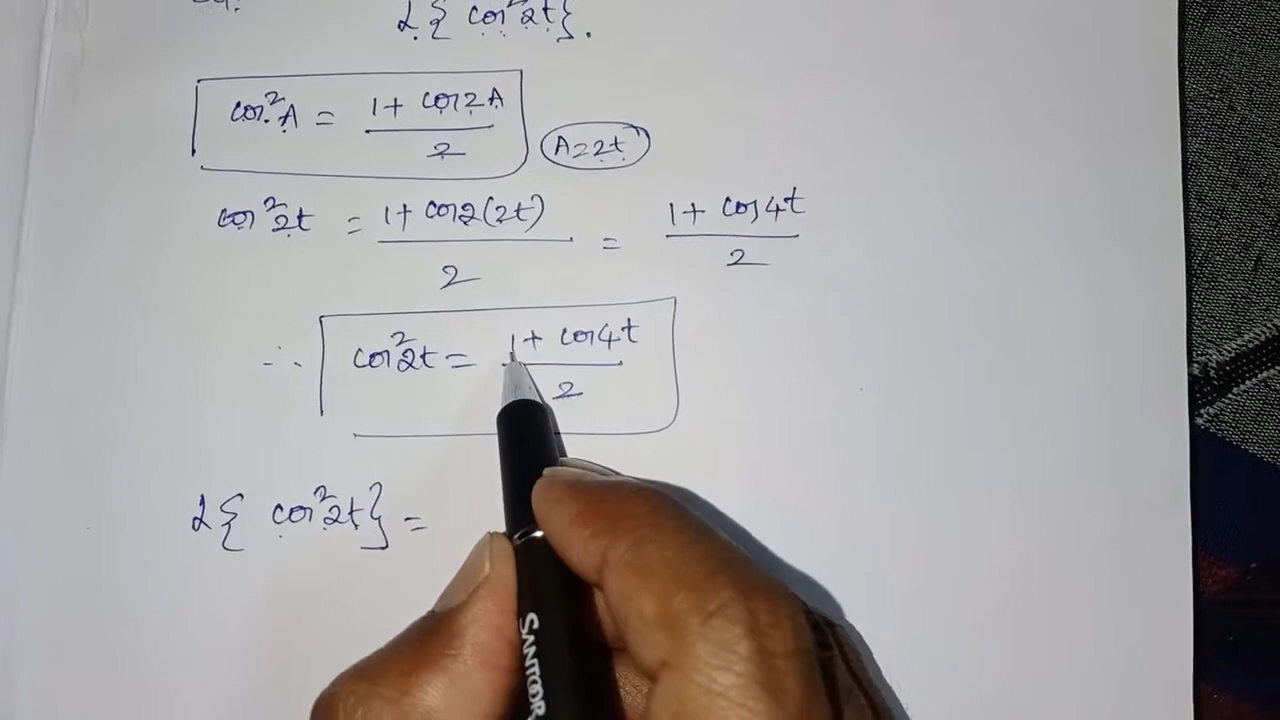 L{cos²2t}.
cos²A = (1 + cos2A)/2
A=2t
cos²2t = (1 + cos2(2t))/2 = (1 + cos4t)/2
∴ cos²2t = (1 + cos4t)/2
L{cos²2t} =
SANTOOR